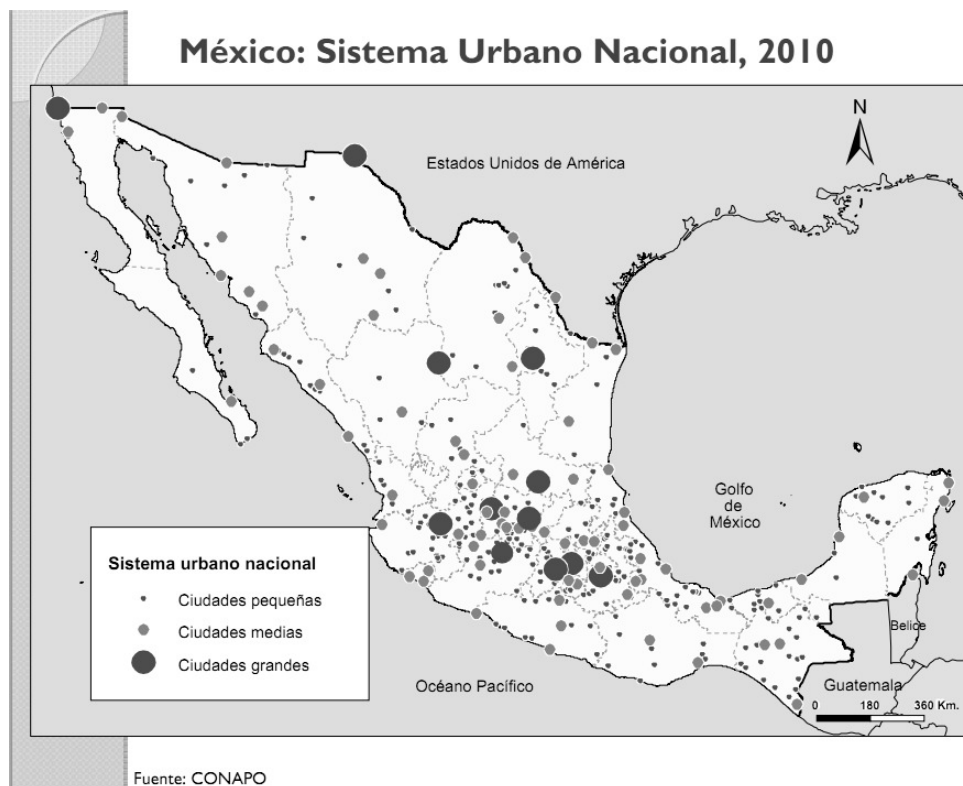 México: Sistema Urbano Nacional, 2010
N
Estados Unidos de América
Golfo
de
México
Sistema urbano nacional
Ciudades pequeñas
Ciudades medias
Ciudades grandes
Belice
Océano Pacífico
Guatemala
0 180 360 Km.
Fuente: CONAPO